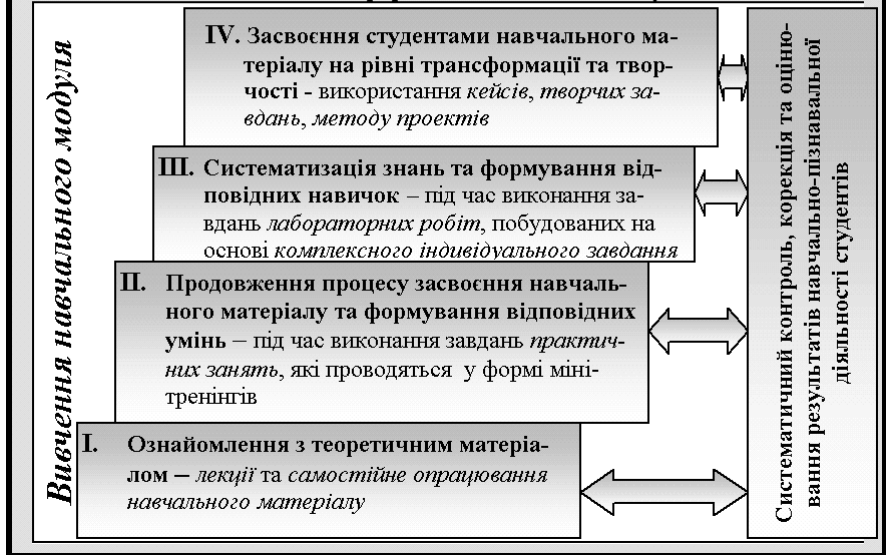 Вивчення навчального модуля
IV. Засвоєння студентами навчального ма-
теріалу на рівні трансформації та твор-
чості - використання кейсів, творчих за-
вдань, методу проектів
III. Систематизація знань та формування від-
повідних навичок – під час виконання за-
вдань лабораторних робіт, побудованих на
основі комплексного індивідуального завдання
II. Продовження процесу засвоєння навчаль-
ного матеріалу та формування відповідних
умінь – під час виконання завдань практич-
них занять, які проводяться у формі міні-
тренінгів
I. Ознайомлення з теоретичним матеріа-
лом – лекції та самостійне опрацювання
навчального матеріалу
Систематичний контроль, корекція та оціню-
вання результатів навчально-пізнавальної
діяльності студентів